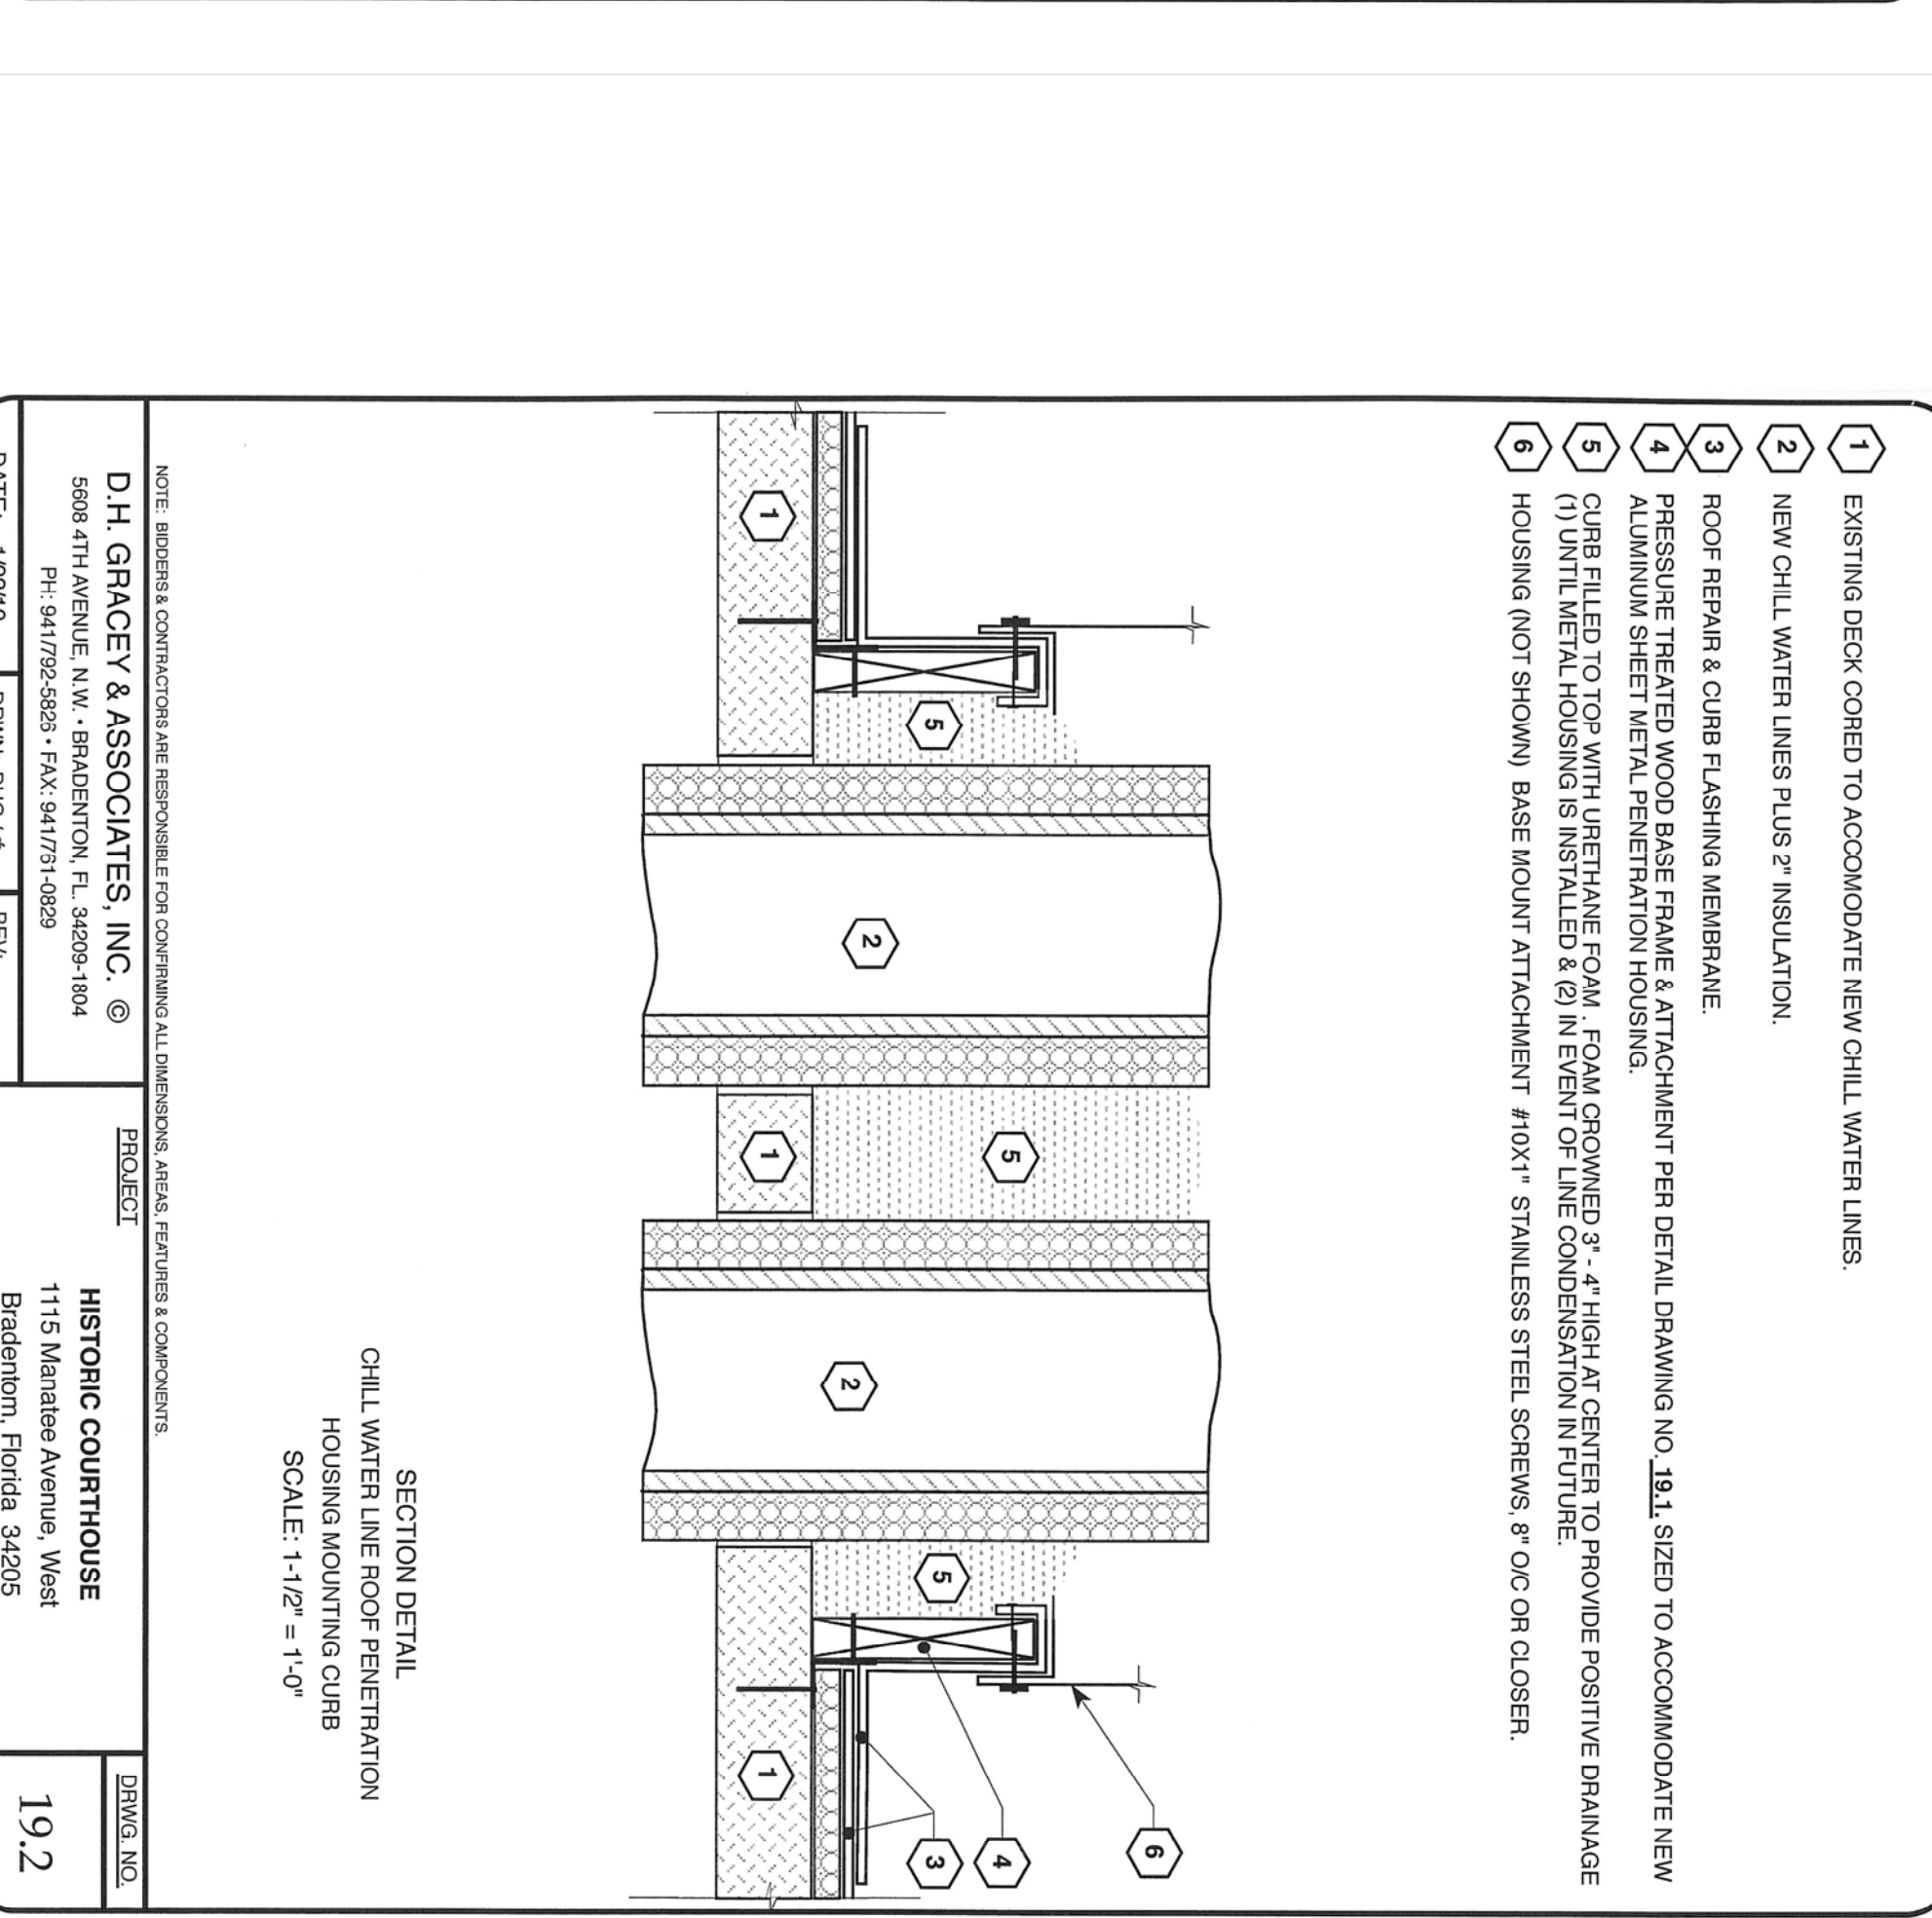 1 EXISTING DECK CORED TO ACCOMODATE NEW CHILL WATER LINES.
2 NEW CHILL WATER LINES PLUS 2" INSULATION.
3 ROOF REPAIR & CURB FLASHING MEMBRANE.
4 PRESSURE TREATED WOOD BASE FRAME & ATTACHMENT PER DETAIL DRAWING NO. 19.1. SIZED TO ACCOMMODATE NEW
ALUMINUM SHEET METAL PENETRATION HOUSING.
5 CURB FILLED TO TOP WITH URETHANE FOAM . FOAM CROWNED 3" - 4" HIGH AT CENTER TO PROVIDE POSITIVE DRAINAGE
(1) UNTIL METAL HOUSING IS INSTALLED & (2) IN EVENT OF LINE CONDENSATION IN FUTURE.
6 HOUSING (NOT SHOWN) BASE MOUNT ATTACHMENT #10X1" STAINLESS STEEL SCREWS, 8" O/C OR CLOSER.
6
4
3
5
5
5
2
2
1
1
1
SECTION DETAIL
CHILL WATER LINE ROOF PENETRATION
HOUSING MOUNTING CURB
SCALE: 1-1/2" = 1'-0"
NOTE: BIDDERS & CONTRACTORS ARE RESPONSIBLE FOR CONFIRMING ALL DIMENSIONS, AREAS, FEATURES & COMPONENTS.
D.H. GRACEY & ASSOCIATES, INC. ©
5608 4TH AVENUE, N.W. • BRADENTON, FL. 34209-1804
PH: 941/792-5826 • FAX: 941/761-0829
PROJECT
HISTORIC COURTHOUSE
1115 Manatee Avenue, West
Bradentom, Florida 34205
DRWG. NO.
19.2
DATE:
REV: